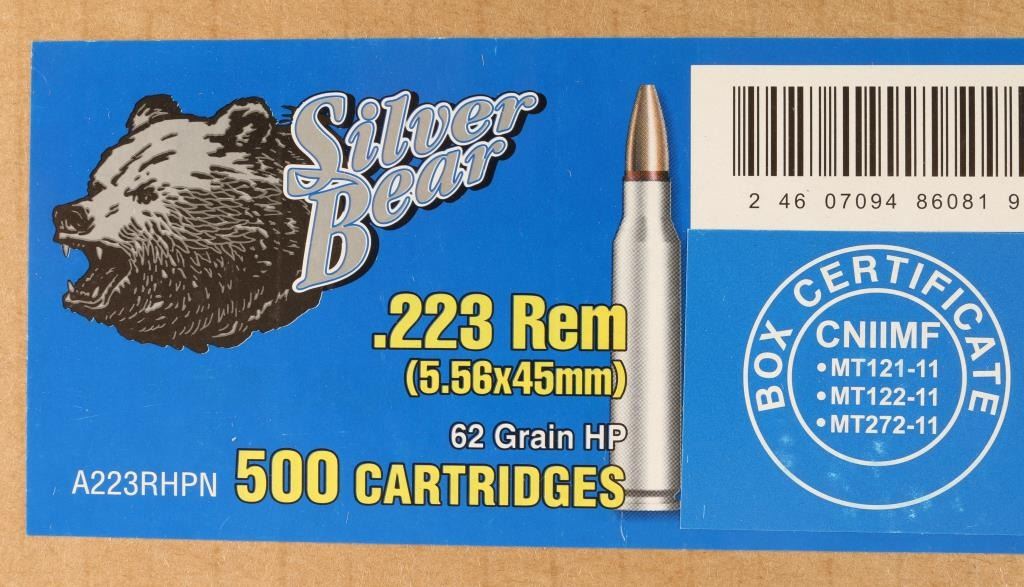 Silver
Bear
.223 Rem
(5.56x45mm)
62 Grain HP
A223RHPN 500 CARTRIDGES
2 46 07094 86081 9
BOX CERTIFICATE
CNIIMF
•MT121-11
•MT122-11
•MT272-11